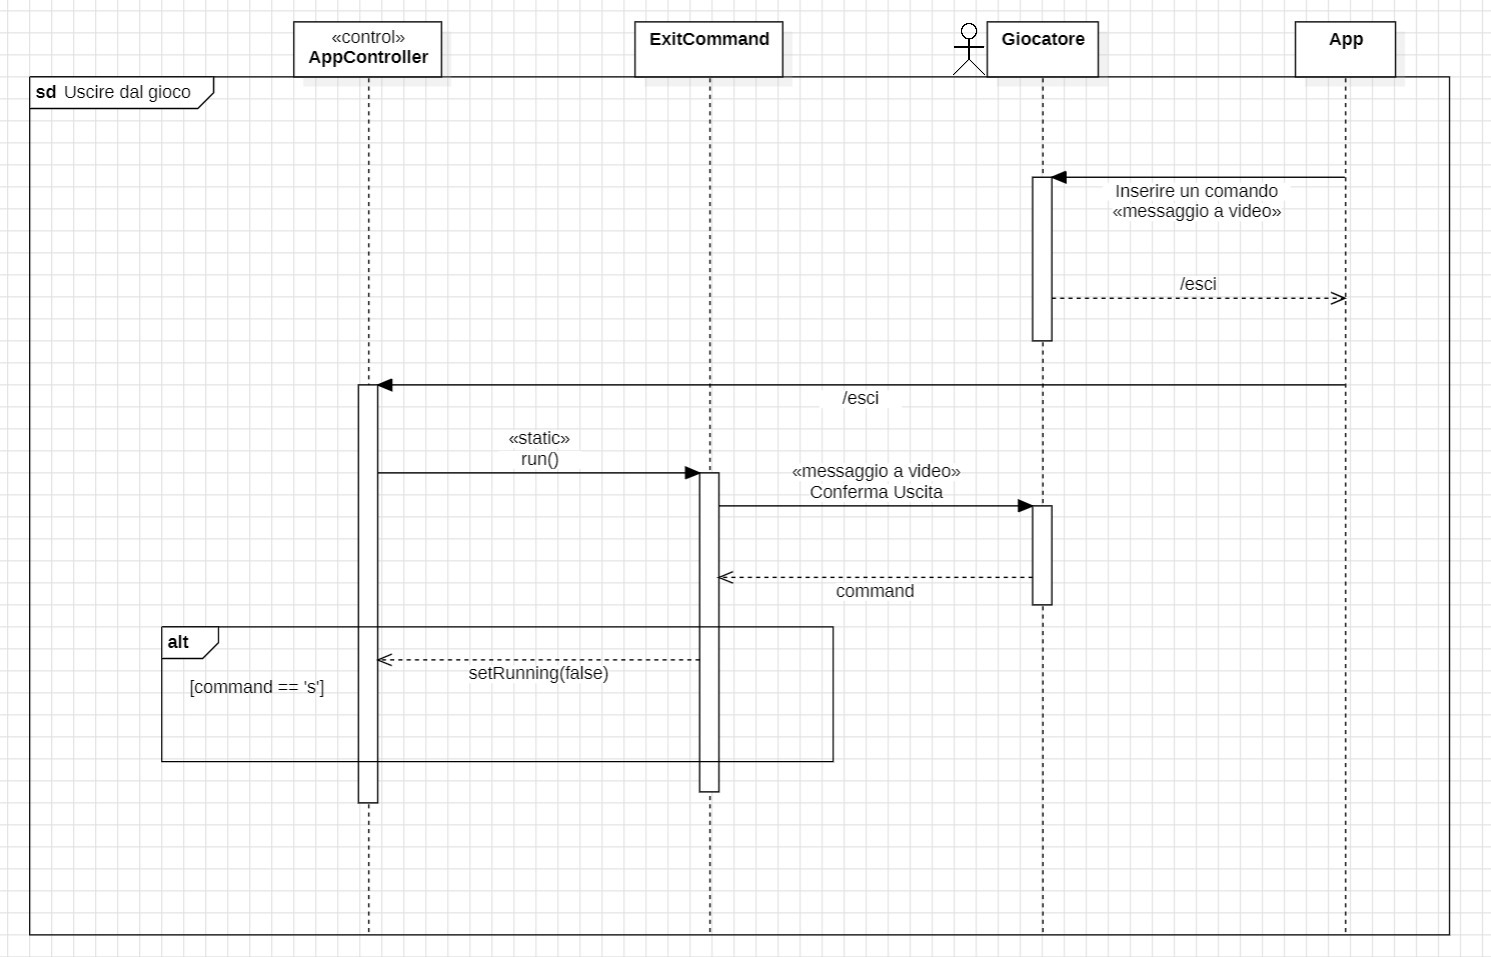 «control»
AppController
ExitCommand
Giocatore
App
sd Uscire dal gioco
Inserire un comando
«messaggio a video»
/esci
/esci
«static»
run()
«messaggio a video»
Conferma Uscita
command
alt
setRunning(false)
[command == 's']